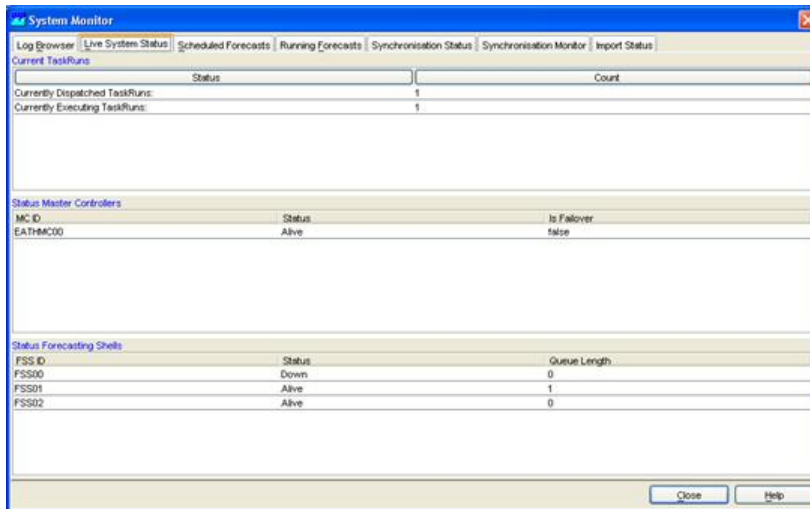 System Monitor
Log Browser Live System Status Scheduled Forecasts Running Forecasts Synchronisation Status Synchronisation Monitor Import Status
Current TaskRuns
Status Count
Currently Dispatched TaskRuns: 1
Currently Executing TaskRuns: 1
Status Master Controllers
MC ID Status Is Failover
EATHMC00 Alive false
Status Forecasting Shells
FSS ID Status Queue Length
FSS00 Down 0
FSS01 Alive 1
FSS02 Alive 0
Close Help